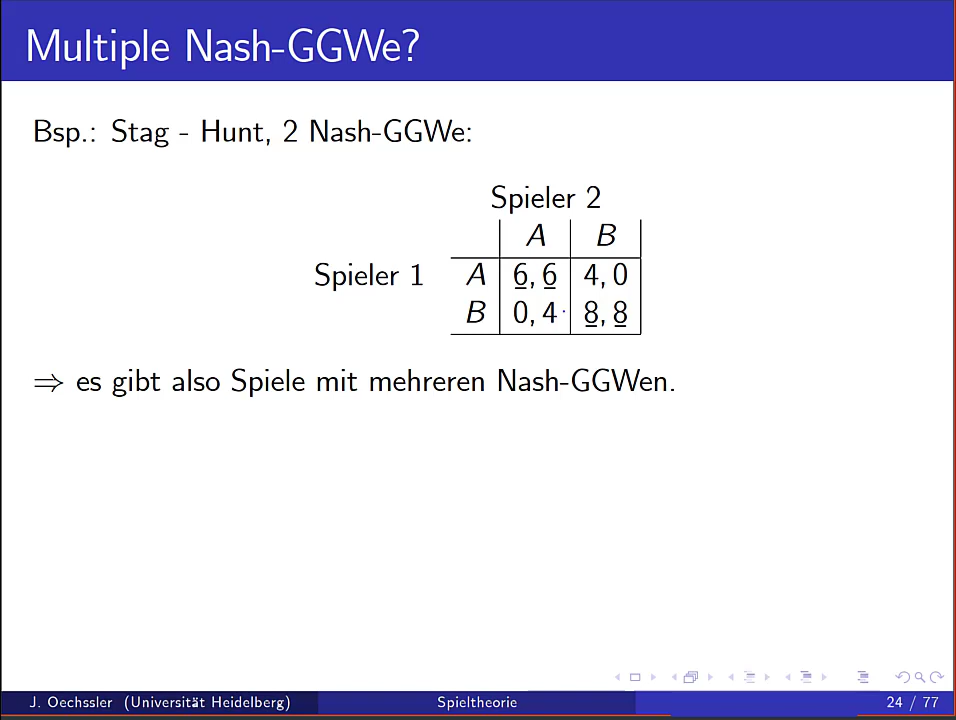 Multiple Nash-GGWe?
Bsp.: Stag - Hunt, 2 Nash-GGWe:
Spieler 2
A B
Spieler 1 A 6, 6 4, 0
B 0, 4 8, 8
⇒ es gibt also Spiele mit mehreren Nash-GGWen.
J. Oechssler (Universität Heidelberg) Spieltheorie 24 / 77